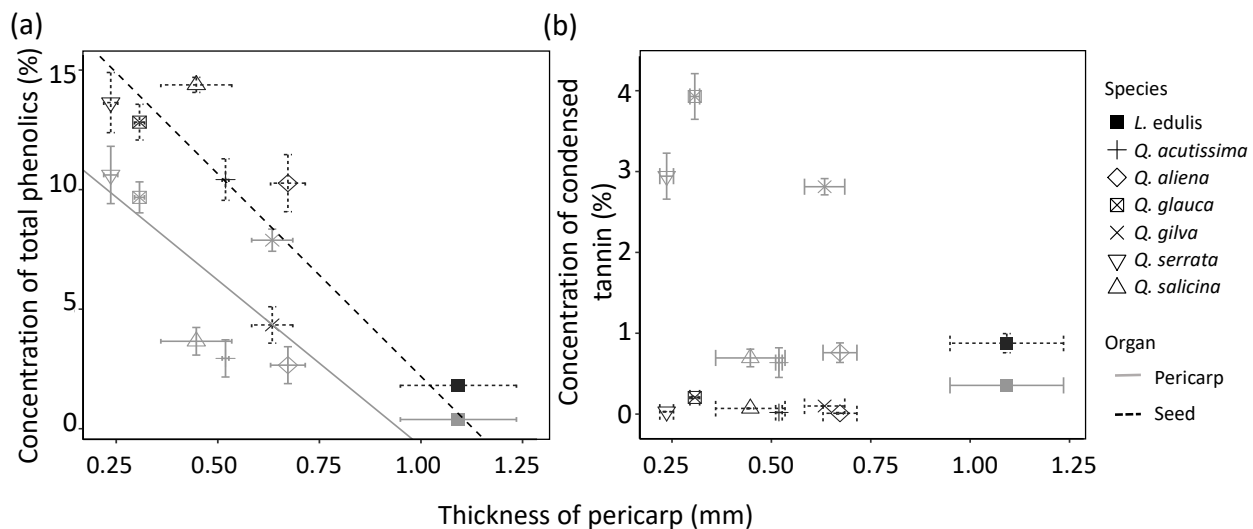 (a)
Concentration of total phenolics (%)
15
10
5
0
0.25 0.50 0.75 1.00 1.25
(b)
Concentration of condensed
tannin (%)
4
3
2
1
0
0.25 0.50 0.75 1.00 1.25
Thickness of pericarp (mm)
Species
L. edulis
Q. acutissima
Q. aliena
Q. glauca
Q. gilva
Q. serrata
Q. salicina
Organ
Pericarp
Seed